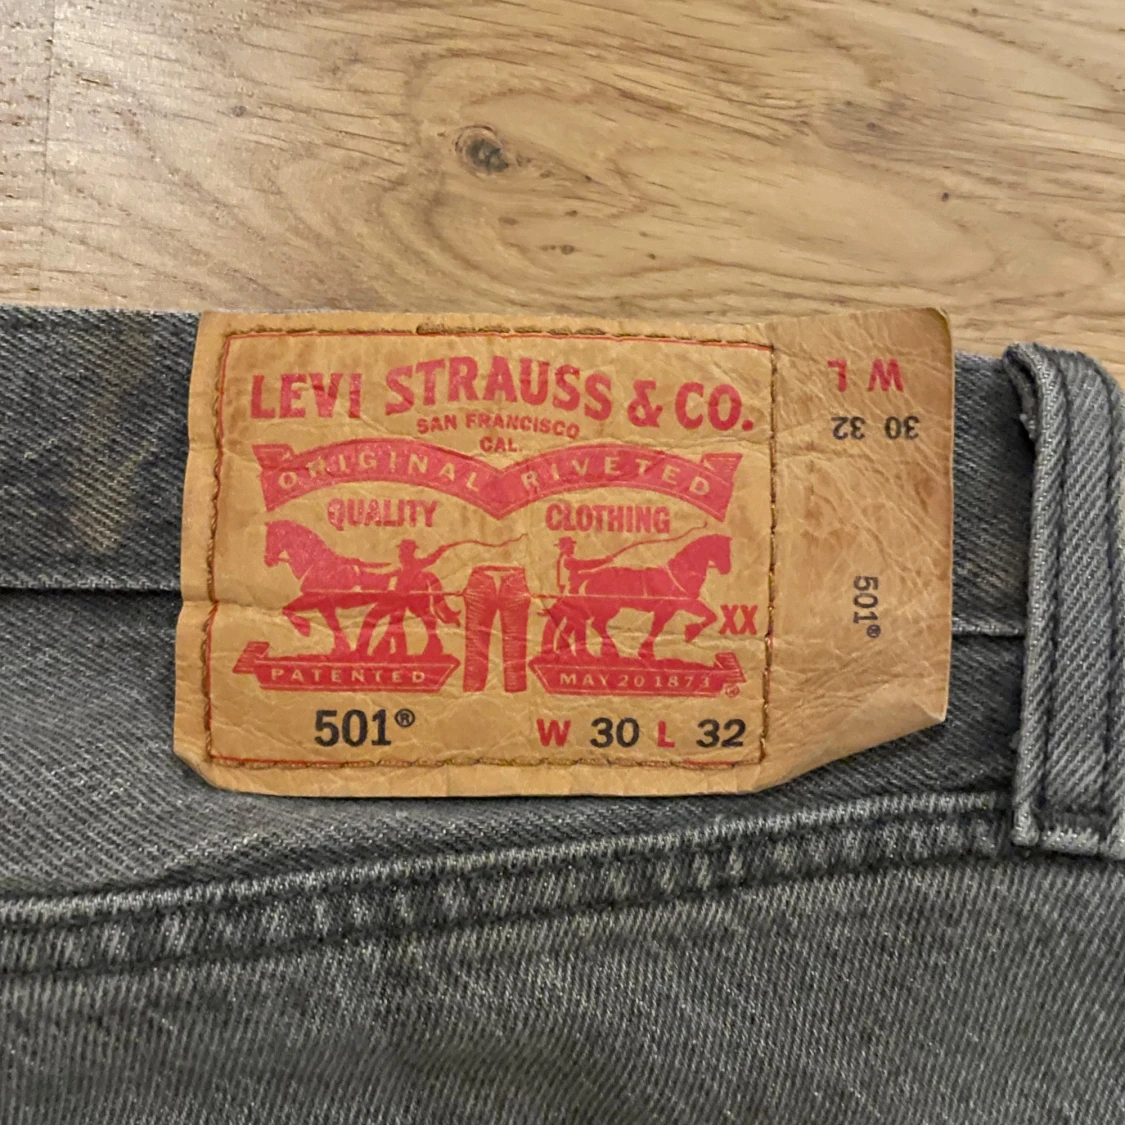 LEVI STRAUSS & CO.
SAN FRANCISCO
CAL.
ORIGINAL RIVETED
QUALITY CLOTHING
XX
PATENTED MAY 20 1873 ®
501® W 30 L 32
W L
30 32
501®